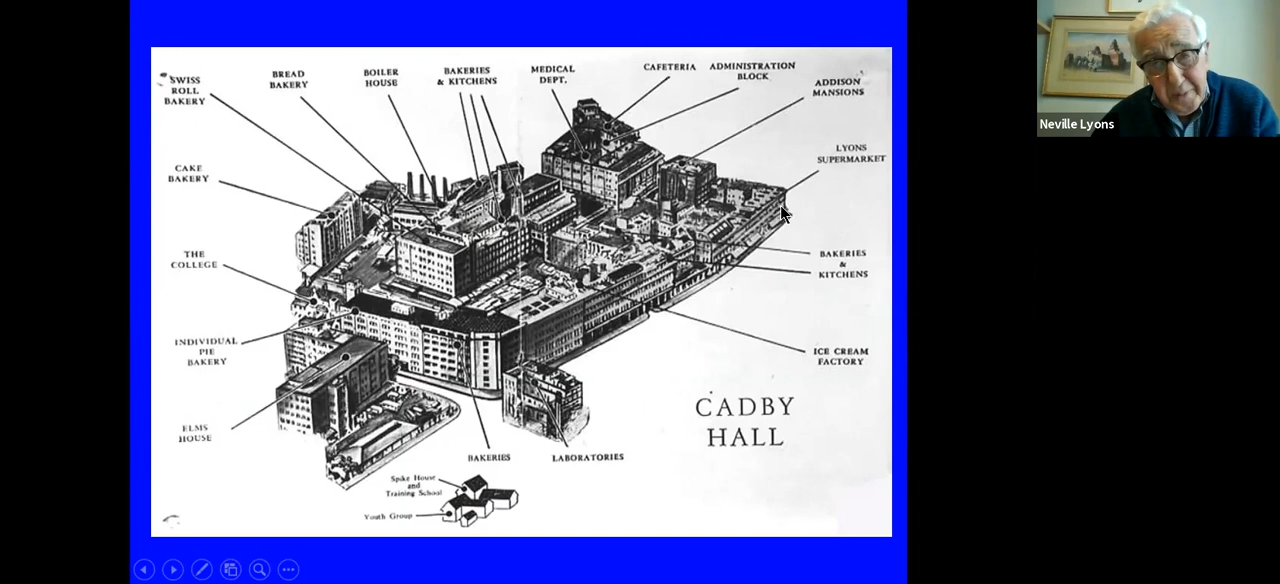 SWISS
ROLL
BAKERY
BREAD
BAKERY
BOILER
HOUSE
BAKERIES
& KITCHENS
MEDICAL
DEPT.
CAFETERIA
ADMINISTRATION
BLOCK
ADDISON
MANSIONS
LYONS
SUPERMARKET
CAKE
BAKERY
THE
COLLEGE
BAKERIES
&
KITCHENS
INDIVIDUAL
PIE
BAKERY
ICE CREAM
FACTORY
ELMS
HOUSE
CADBY
HALL
BAKERIES
LABORATORIES
Spike House
and
Training School
Youth Group
Neville Lyons